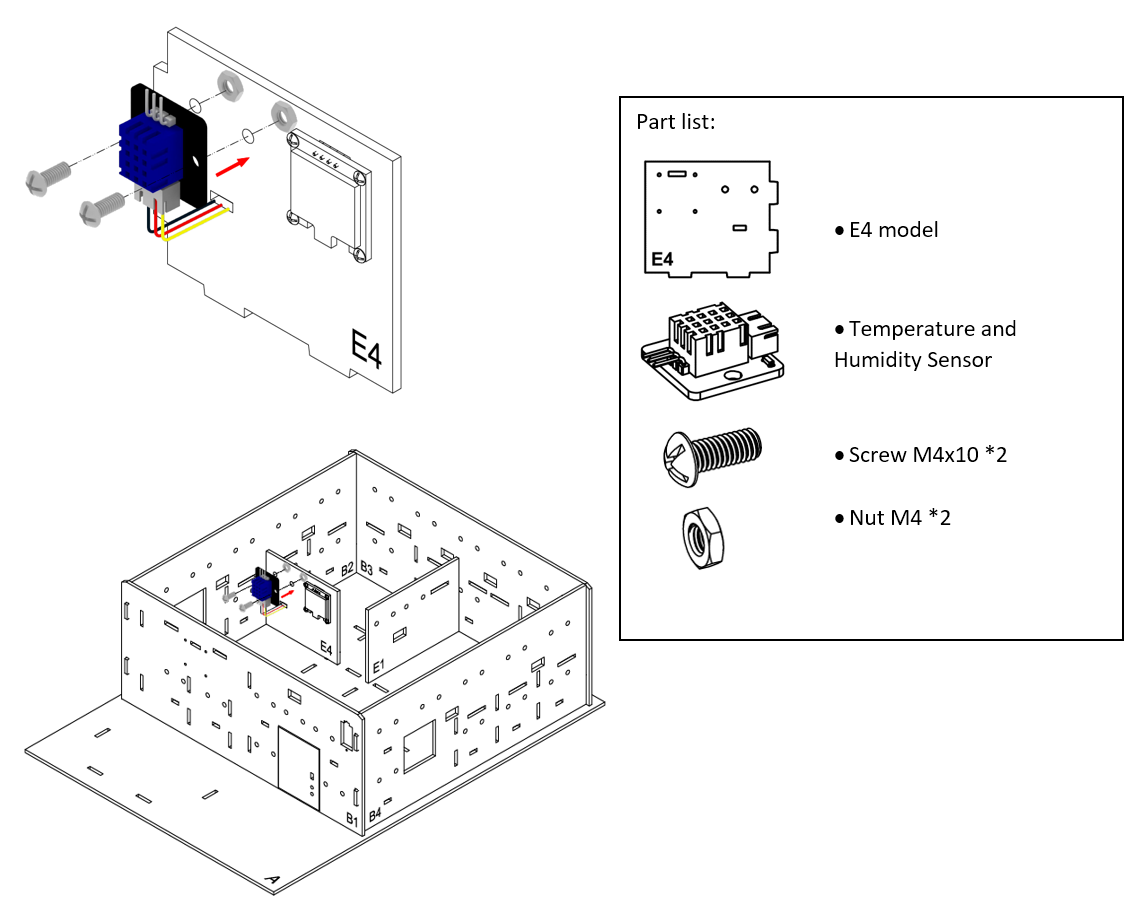 Part list:
E4
• E4 model
• Temperature and
Humidity Sensor
• Screw M4x10 *2
• Nut M4 *2
E4
B2
B3
E4
E1
B1
B4
A